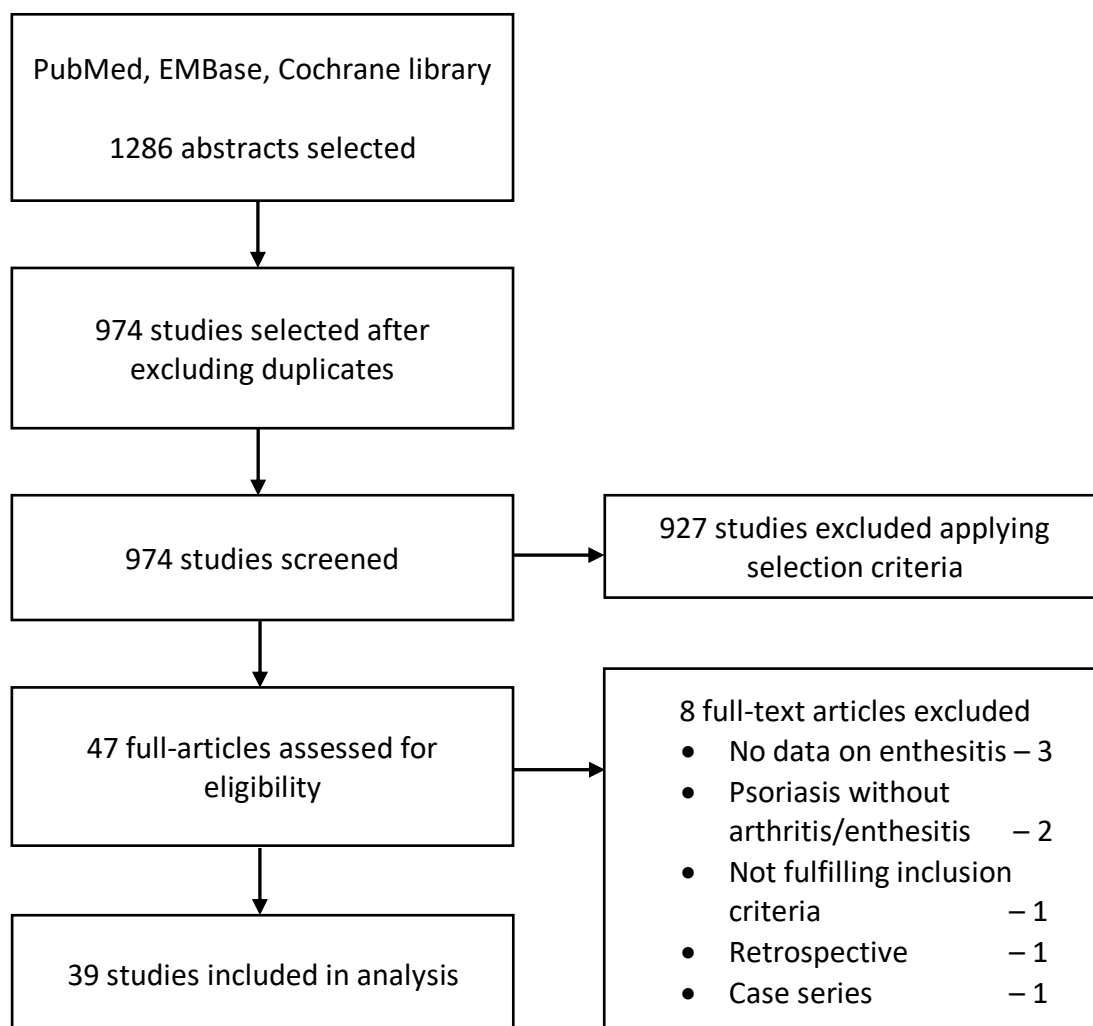 PubMed, EMBase, Cochrane library
1286 abstracts selected
974 studies selected after
excluding duplicates
974 studies screened
927 studies excluded applying
selection criteria
47 full-articles assessed for
eligibility
8 full-text articles excluded
• No data on enthesitis – 3
• Psoriasis without
arthritis/enthesitis – 2
• Not fulfilling inclusion
criteria – 1
• Retrospective – 1
• Case series – 1
39 studies included in analysis